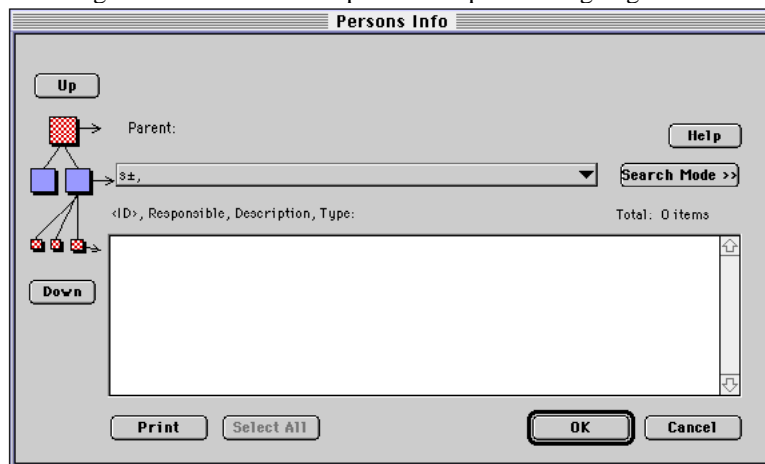 Persons Info
Up
Parent:
Help
s±,
Search Mode >>
<ID>, Responsible, Description, Type:
Total: 0 items
Down
Print
Select All
OK
Cancel